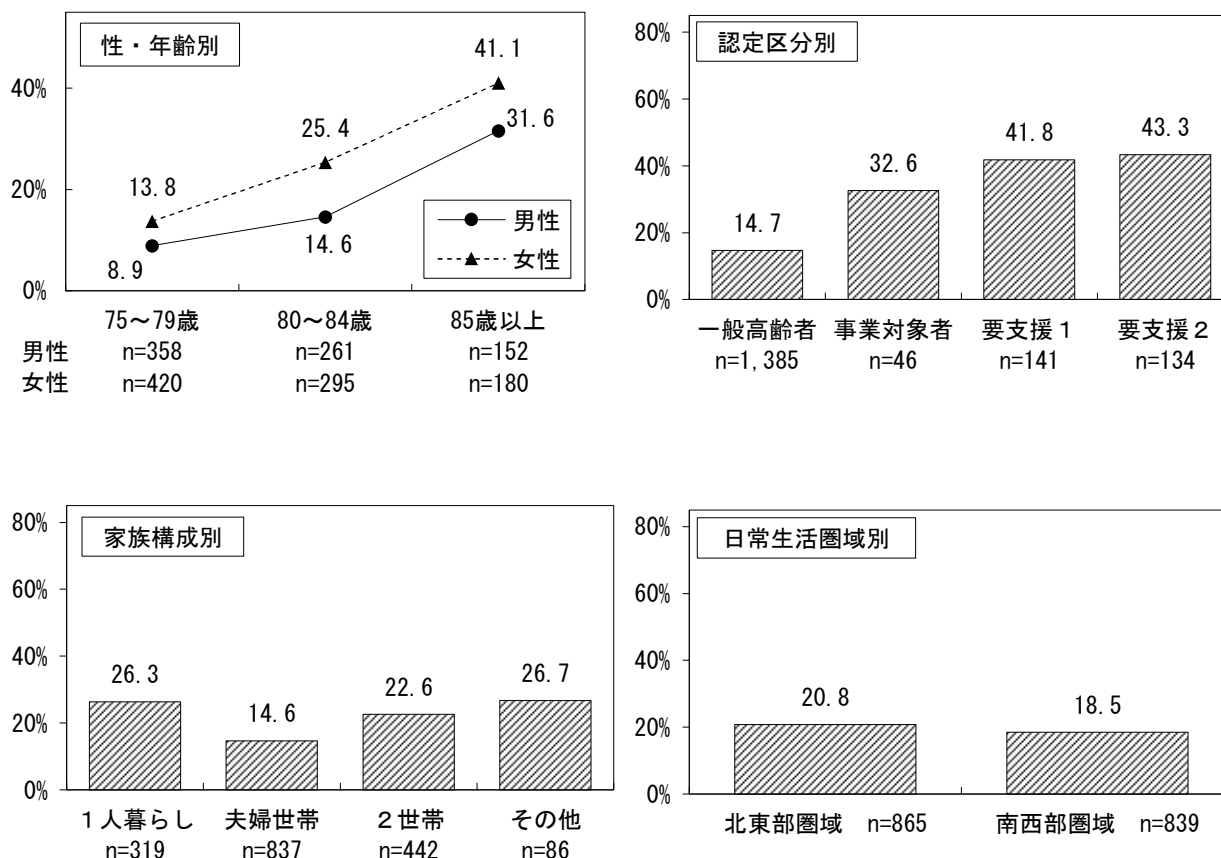 性・年齢別
40%
20%
0%
41.1
31.6
25.4
14.6
13.8
8.9
男性
女性
75～79歳 80～84歳 85歳以上
男性 n=358 n=261 n=152
女性 n=420 n=295 n=180
認定区分別
80%
60%
40%
20%
0%
14.7 32.6 41.8 43.3
一般高齢者 事業対象者 要支援１ 要支援２
n=1,385 n=46 n=141 n=134
家族構成別
80%
60%
40%
20%
0%
26.3 14.6 22.6 26.7
１人暮らし 夫婦世帯 ２世帯 その他
n=319 n=837 n=442 n=86
日常生活圏域別
80%
60%
40%
20%
0%
20.8 18.5
北東部圏域 n=865 南西部圏域 n=839